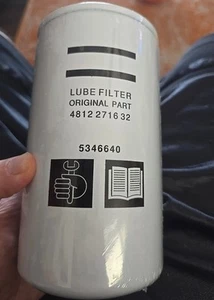 LUBE FILTER
ORIGINAL PART
4812 2716 32
5346640